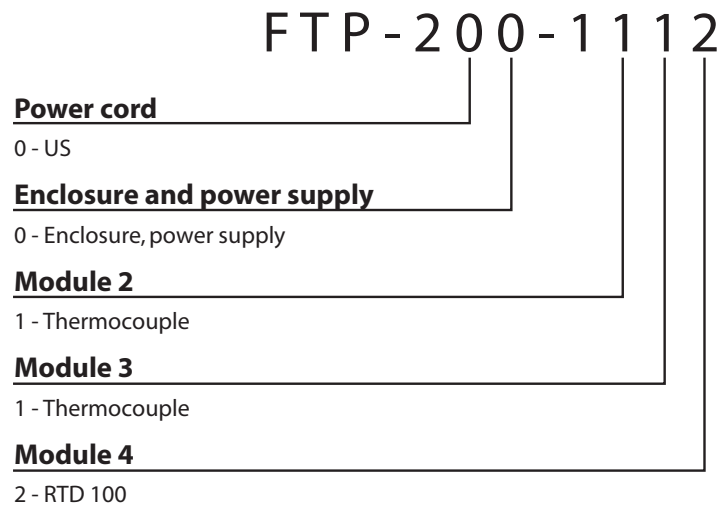 FTP-200-1112
Power cord
0 - US
Enclosure and power supply
0 - Enclosure, power supply
Module 2
1 - Thermocouple
Module 3
1 - Thermocouple
Module 4
2 - RTD 100